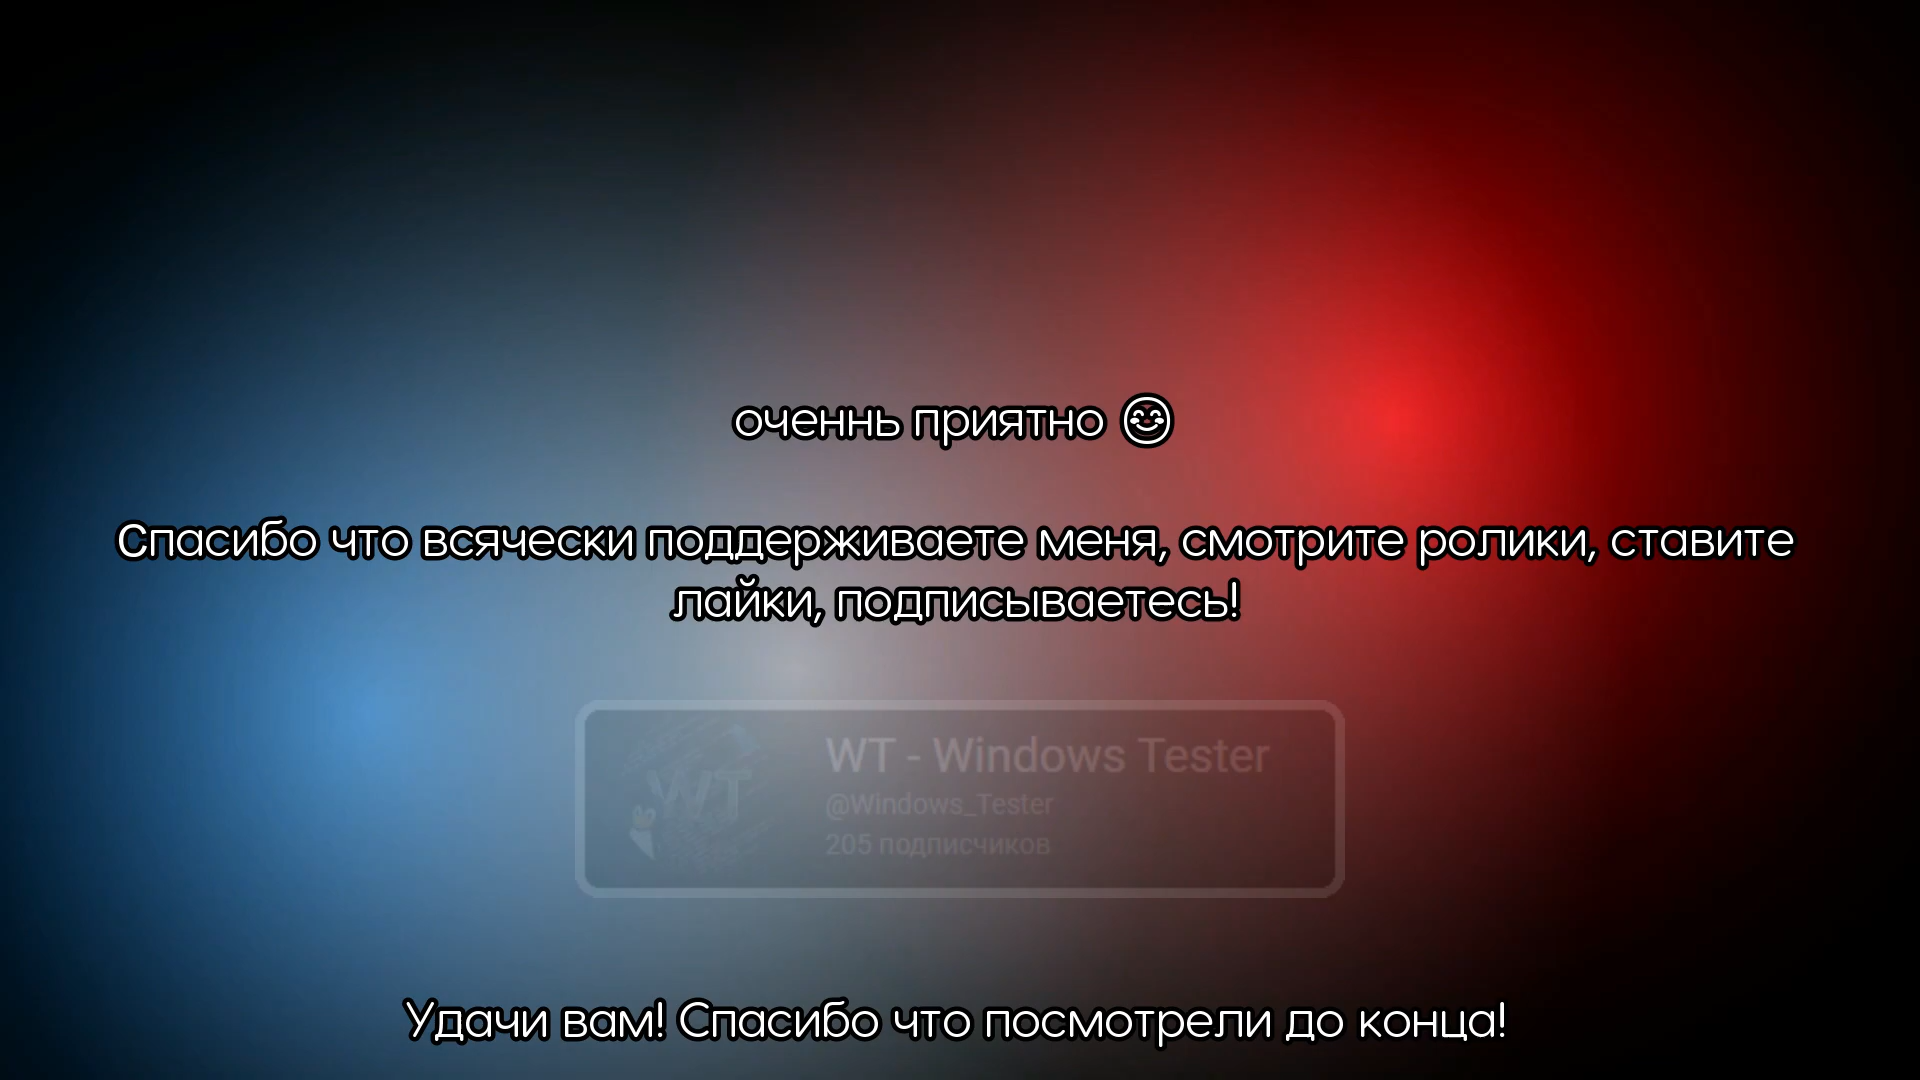 оченнь приятно 😊
Спасибо что всячески поддерживаете меня, смотрите ролики, ставите
лайки, подписываетесь!
WT
WT - Windows Tester
@Windows_Tester
205 подписчиков
Удачи вам! Спасибо что посмотрели до конца!